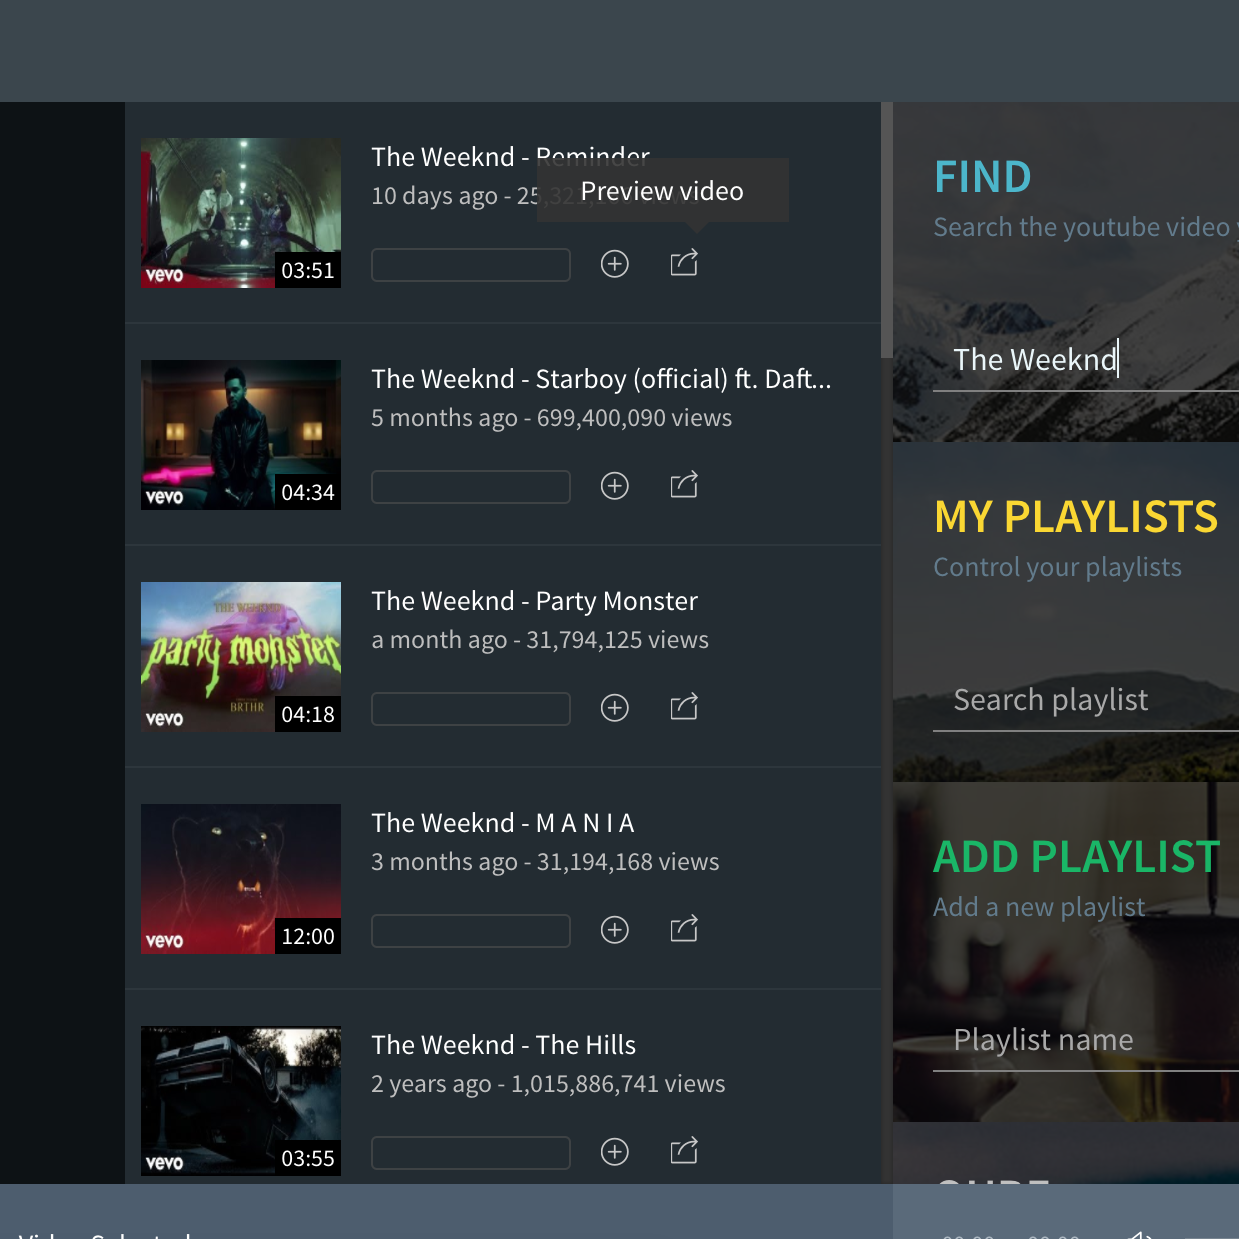 The Weeknd - Reminder
10 days ago - 25,321,
Preview video
03:51
vevo
The Weeknd - Starboy (official) ft. Daft...
5 months ago - 699,400,090 views
04:34
vevo
The Weeknd - Party Monster
a month ago - 31,794,125 views
THE WEEKND
party monster
BRTHR
04:18
vevo
The Weeknd - M A N I A
3 months ago - 31,194,168 views
12:00
vevo
The Weeknd - The Hills
2 years ago - 1,015,886,741 views
03:55
vevo
FIND
Search the youtube video
The Weeknd
MY PLAYLISTS
Control your playlists
Search playlist
ADD PLAYLIST
Add a new playlist
Playlist name